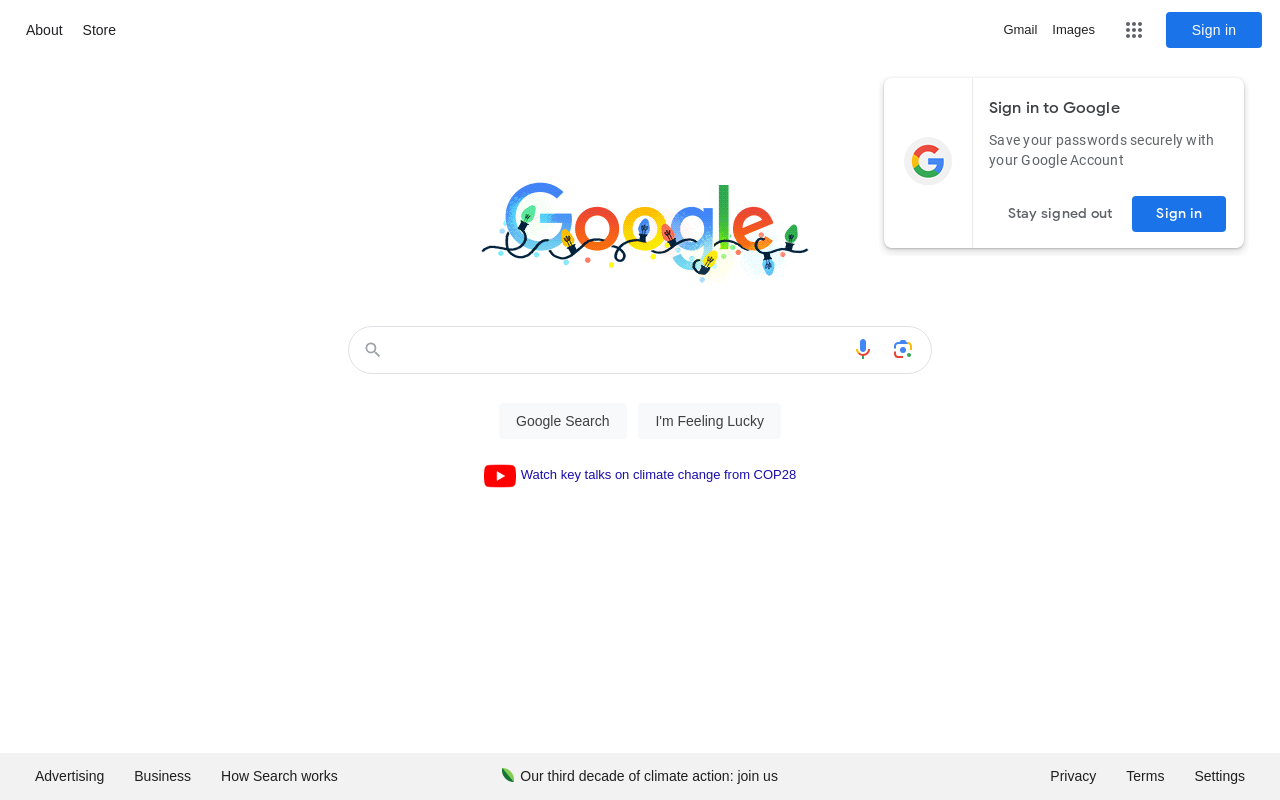 About Store
Gmail Images
Sign in
Sign in to Google
Save your passwords securely with
your Google Account
Stay signed out
Sign in
Google
Google Search
I'm Feeling Lucky
Watch key talks on climate change from COP28
Advertising Business How Search works
Our third decade of climate action: join us
Privacy Terms Settings